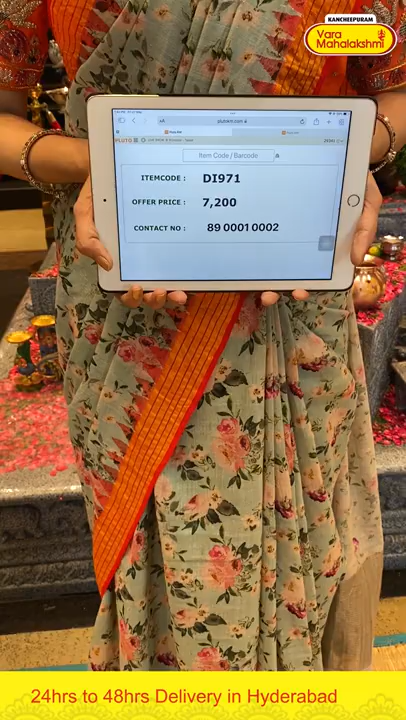 KANCHEEPURAM
Vara
Mahalakshmi
Item Code / Barcode
ITEMCODE : DI971
OFFER PRICE : 7,200
CONTACT NO : 89 0001 0002
24hrs to 48hrs Delivery in Hyderabad